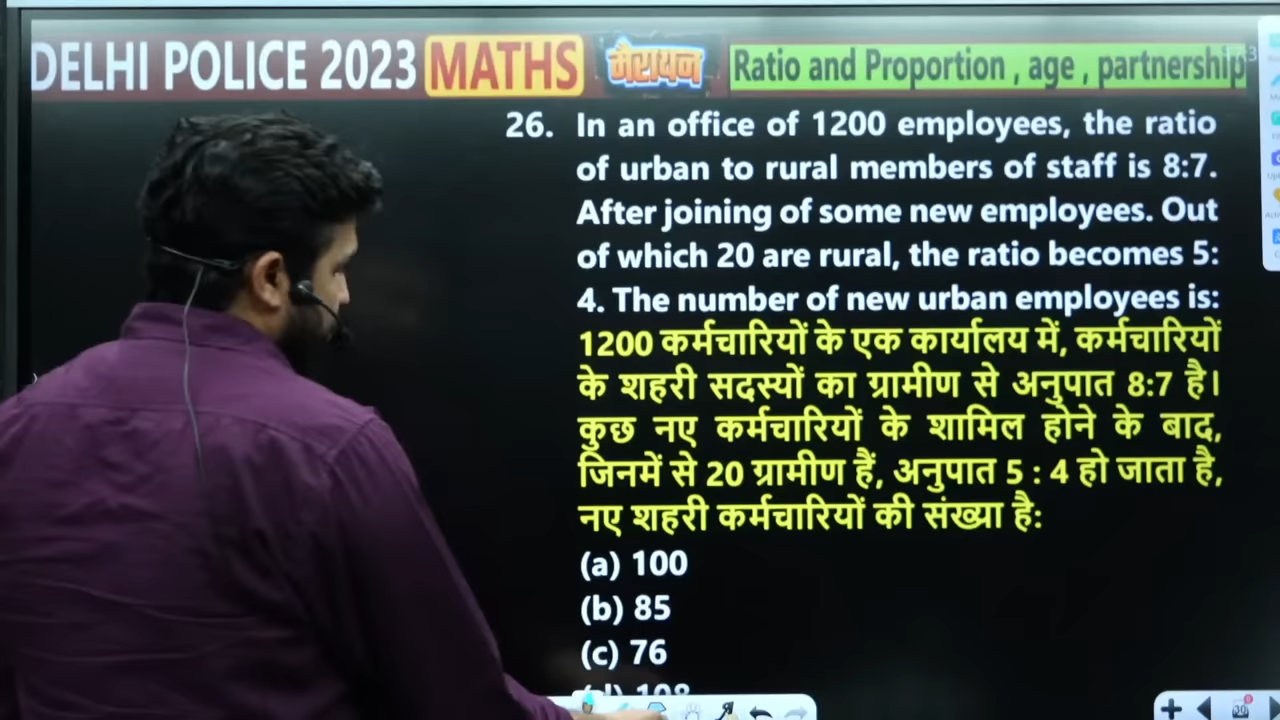 DELHI POLICE 2023 MATHS मैराथन Ratio and Proportion , age , partnership
26. In an office of 1200 employees, the ratio
of urban to rural members of staff is 8:7.
After joining of some new employees. Out
of which 20 are rural, the ratio becomes 5:
4. The number of new urban employees is:
1200 कर्मचारियों के एक कार्यालय में, कर्मचारियों
के शहरी सदस्यों का ग्रामीण से अनुपात 8:7 है।
कुछ नए कर्मचारियों के शामिल होने के बाद,
जिनमें से 20 ग्रामीण हैं, अनुपात 5 : 4 हो जाता है,
नए शहरी कर्मचारियों की संख्या है:
(a) 100
(b) 85
(c) 76
(d) 108